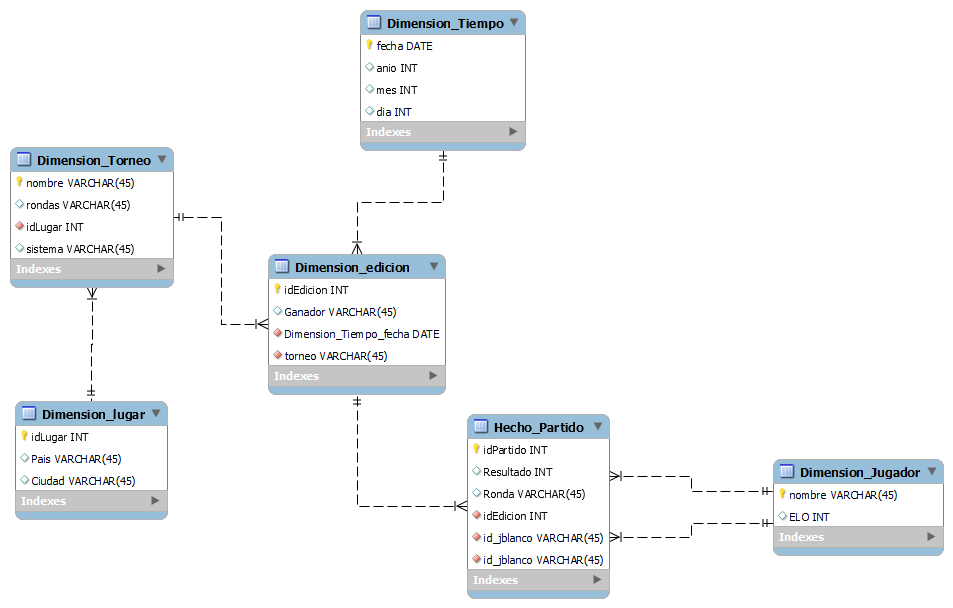 Dimension_Tiempo
fecha DATE
anio INT
mes INT
dia INT
Indexes
Dimension_Torneo
nombre VARCHAR(45)
rondas VARCHAR(45)
idLugar INT
sistema VARCHAR(45)
Indexes
Dimension_edicion
idEdicion INT
Ganador VARCHAR(45)
Dimension_Tiempo_fecha DATE
torneo VARCHAR(45)
Indexes
Dimension_lugar
idLugar INT
Pais VARCHAR(45)
Ciudad VARCHAR(45)
Indexes
Hecho_Partido
idPartido INT
Resultado INT
Ronda VARCHAR(45)
idEdicion INT
id_jblanco VARCHAR(45)
id_jblanco VARCHAR(45)
Indexes
Dimension_Jugador
nombre VARCHAR(45)
ELO INT
Indexes